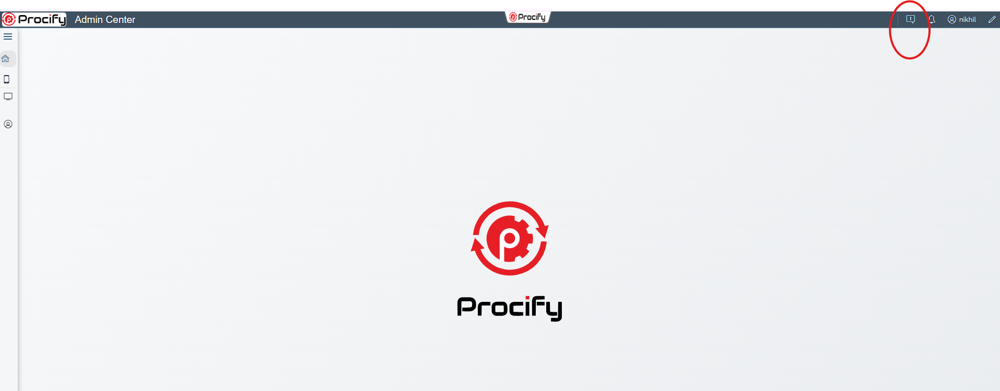 Procify Admin Center
Procify
nikhil
Procify